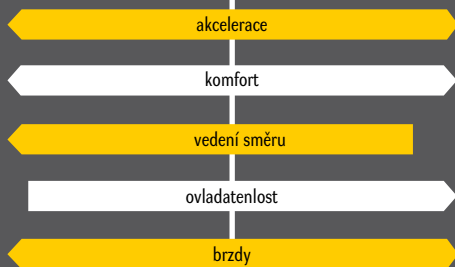 akcelerace
komfort
vedení směru
ovladatenlost
brzdy